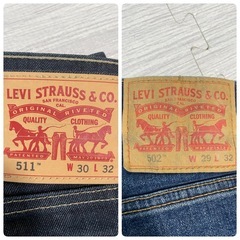 LEVI STRAUSS & CO.
SAN FRANCISCO
CAL.
ORIGINAL RIVETED
QUALITY CLOTHING
PATENTED
511™ W 30 L 32
LEVI STRAUSS & CO.
ORIGINAL RIVETED
QUALITY CLOTHING
502™ W 29 L 32